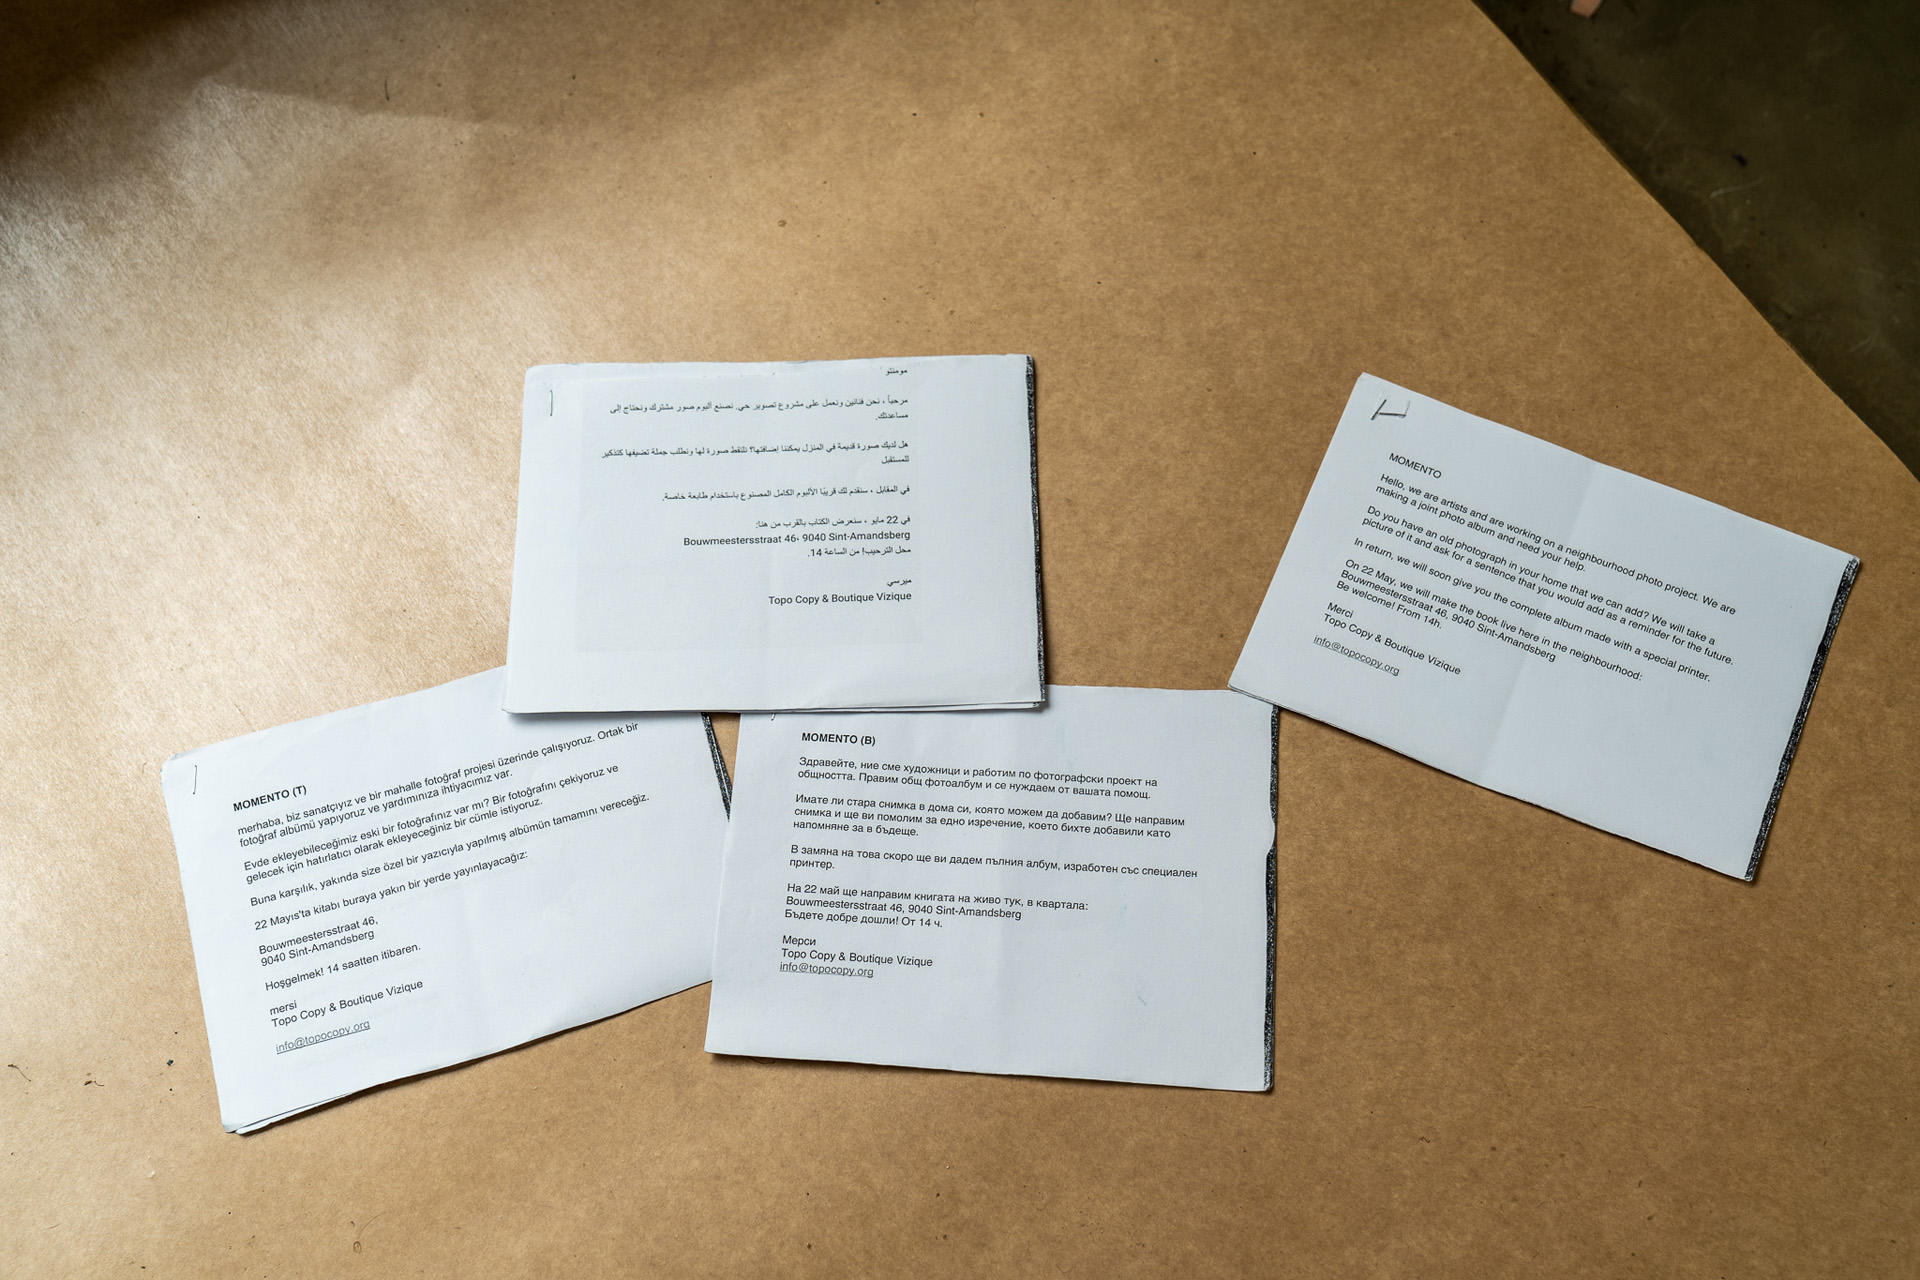 مومنتو
مرحباً ، نحن فنانين ونعمل على مشروع تصوير حي. نصنع ألبوم صور مشترك ونحتاج إلى
مساعدتك.
هل لديك صورة قديمة في المنزل يمكننا إضافتها؟ نلتقط صورة لها ونطلب جملة تضيفها كتذكير
للمستقبل
في المقابل ، سنقدم لك قريبًا الألبوم الكامل المصنوع باستخدام طابعة خاصة.
في 22 مايو ، سنعرض الكتاب بالقرب من هنا:
Bouwmeestersstraat 46، 9040 Sint-Amandsberg
محل الترحيب! من الساعة 14.
ميرسي
Topo Copy & Boutique Vizique
MOMENTO
Hello, we are artists and are working on a neighbourhood photo project. We are
making a joint photo album and need your help.
Do you have an old photograph in your home that we can add? We will take a
picture of it and ask for a sentence that you would add as a reminder for the future.
In return, we will soon give you the complete album made with a special printer.
On 22 May, we will make the book live here in the neighbourhood:
Bouwmeestersstraat 46, 9040 Sint-Amandsberg
Be welcome! From 14h.
Merci
Topo Copy & Boutique Vizique
info@topocopy.org
MOMENTO (T)
merhaba, biz sanatçıyız ve bir mahalle fotoğraf projesi üzerinde çalışıyoruz. Ortak bir
fotoğraf albümü yapıyoruz ve yardımınıza ihtiyacımız var.
Evde ekleyebileceğimiz eski bir fotoğrafınız var mı? Bir fotoğrafını çekiyoruz ve
gelecek için hatırlatıcı olarak ekleyeceğiniz bir cümle istiyoruz.
Buna karşılık, yakında size özel bir yazıcıyla yapılmış albümün tamamını vereceğiz.
22 Mayıs'ta kitabı buraya yakın bir yerde yayınlayacağız:
Bouwmeestersstraat 46,
9040 Sint-Amandsberg
Hoşgelmek! 14 saatten itibaren.
mersi
Topo Copy & Boutique Vizique
info@topocopy.org
MOMENTO (B)
Здравейте, ние сме художници и работим по фотографски проект на
общността. Правим общ фотоалбум и се нуждаем от вашата помощ.
Имате ли стара снимка в дома си, която можем да добавим? Ще направим
снимка и ще ви помолим за едно изречение, което бихте добавили като
напомняне за в бъдеще.
В замяна на това скоро ще ви дадем пълния албум, изработен със специален
принтер.
На 22 май ще направим книгата на живо тук, в квартала:
Bouwmeestersstraat 46, 9040 Sint-Amandsberg
Бъдете добре дошли! От 14 ч.
Мерси
Topo Copy & Boutique Vizique
info@topocopy.org